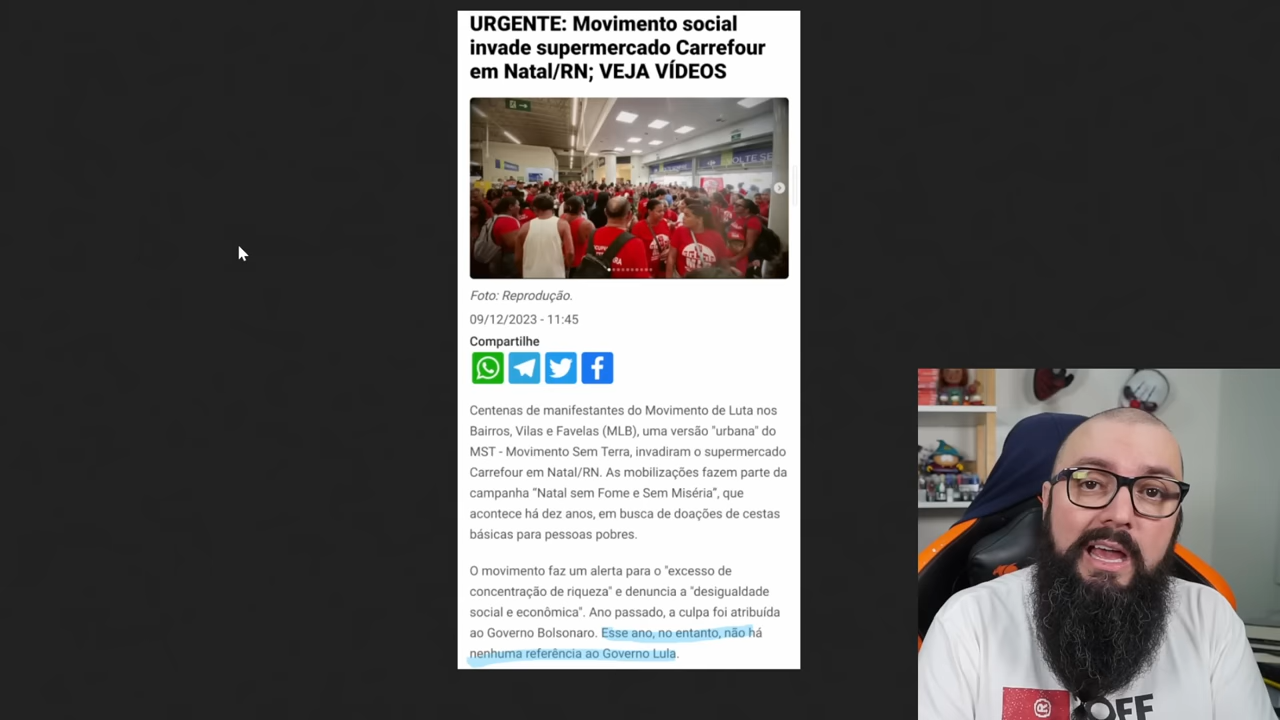 URGENTE: Movimento social
invade supermercado Carrefour
em Natal/RN; VEJA VÍDEOS
Foto: Reprodução.
09/12/2023 - 11:45
Compartilhe
Centenas de manifestantes do Movimento de Luta nos
Bairros, Vilas e Favelas (MLB), uma versão "urbana" do
MST - Movimento Sem Terra, invadiram o supermercado
Carrefour em Natal/RN. As mobilizações fazem parte da
campanha “Natal sem Fome e Sem Miséria”, que
acontece há dez anos, em busca de doações de cestas
básicas para pessoas pobres.
O movimento faz um alerta para o "excesso de
concentração de riqueza" e denuncia a "desigualdade
social e econômica". Ano passado, a culpa foi atribuída
ao Governo Bolsonaro. Esse ano, no entanto, não há
nenhuma referência ao Governo Lula.
OFF